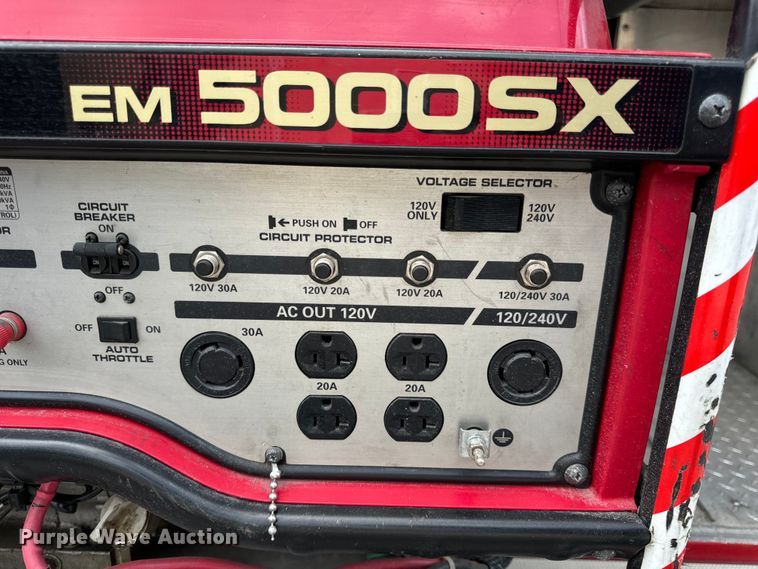 EM 5000SX
VOLTAGE SELECTOR
120V ONLY
120V 240V
CIRCUIT BREAKER
ON
PUSH ON OFF
CIRCUIT PROTECTOR
OFF
120V 30A
120V 20A
120V 20A
120/240V 30A
AC OUT 120V
120/240V
OFF
ON
AUTO THROTTLE
30A
20A
20A
Purple Wave Auction